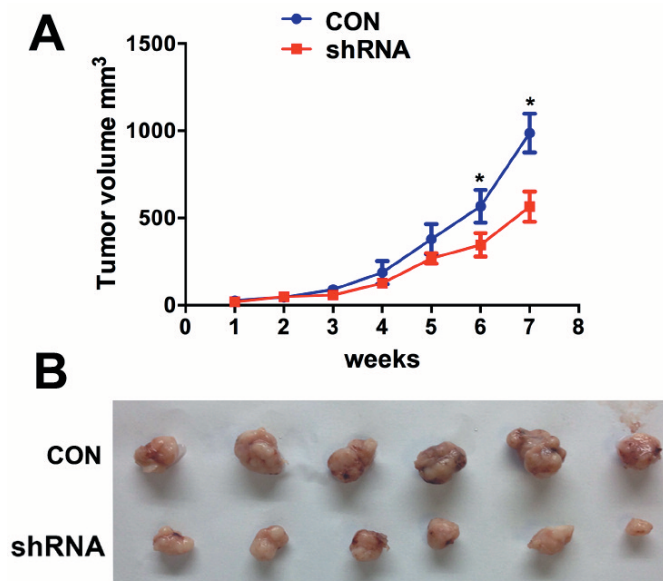 A
CON
shRNA
Tumor volume mm³
1500
1000
500
0
*
*
0 1 2 3 4 5 6 7 8
weeks
B
CON
shRNA